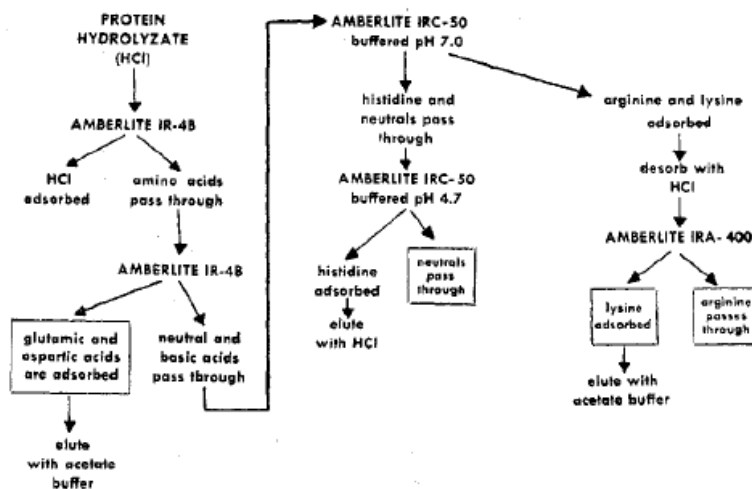 PROTEIN
HYDROLYZATE
(HCl)
AMBERLITE IR-4B
HCl
adsorbed
amino acids
pass through
AMBERLITE IR-4B
glutamic and
aspartic acids
are adsorbed
neutral and
basic acids
pass through
elute
with acetate
buffer
AMBERLITE IRC-50
buffered pH 7.0
histidine and
neutrals pass
through
AMBERLITE IRC-50
buffered pH 4.7
histidine
adsorbed
elute
with HCl
neutrals
pass
through
arginine and lysine
adsorbed
desorb with
HCl
AMBERLITE IRA-400
lysine
adsorbed
arginine
passes
through
elute with
acetate buffer